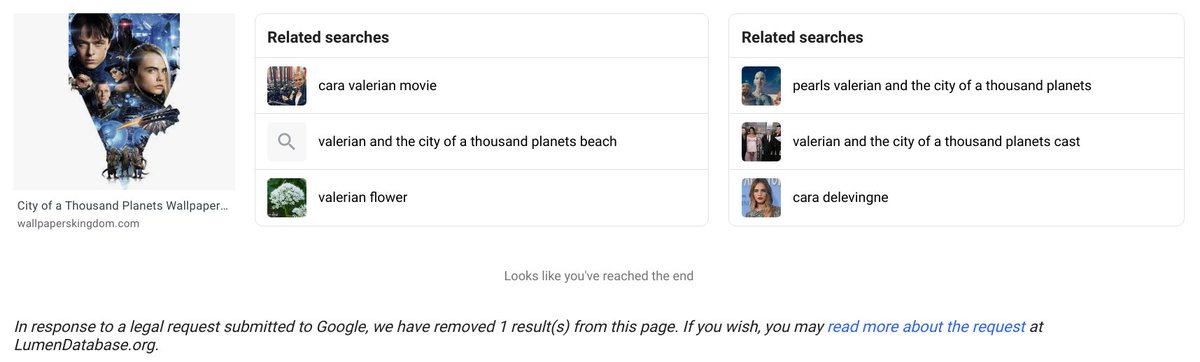 City of a Thousand Planets Wallpaper...
wallpaperskingdom.com
Related searches
cara valerian movie
valerian and the city of a thousand planets beach
valerian flower
Related searches
pearls valerian and the city of a thousand planets
valerian and the city of a thousand planets cast
cara delevingne
Looks like you've reached the end
In response to a legal request submitted to Google, we have removed 1 result(s) from this page. If you wish, you may read more about the request at
LumenDatabase.org.